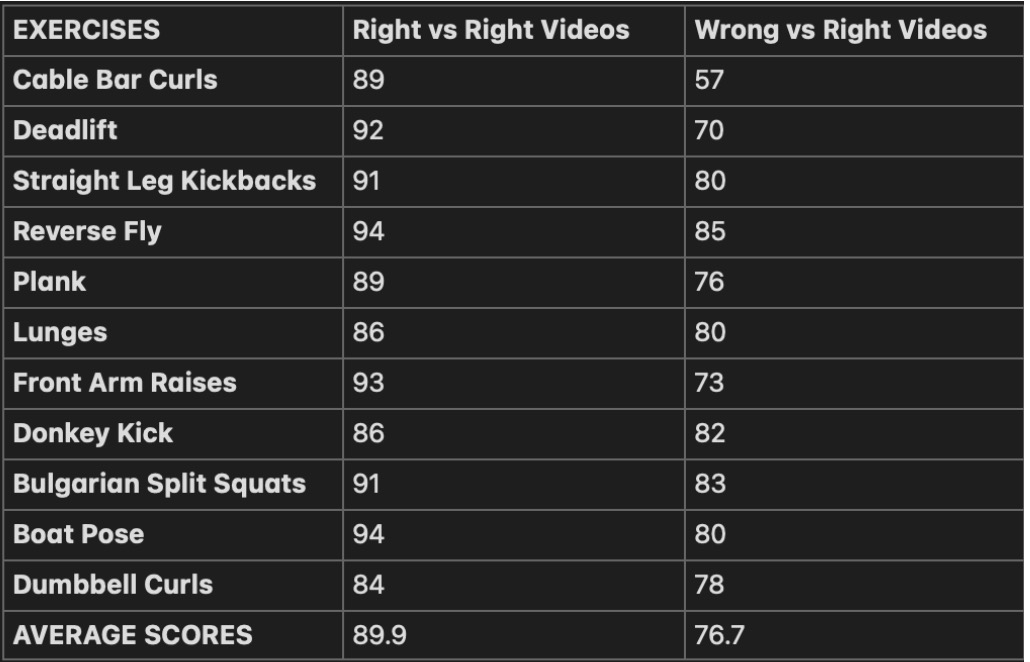 EXERCISES Right vs Right Videos Wrong vs Right Videos
Cable Bar Curls 89 57
Deadlift 92 70
Straight Leg Kickbacks 91 80
Reverse Fly 94 85
Plank 89 76
Lunges 86 80
Front Arm Raises 93 73
Donkey Kick 86 82
Bulgarian Split Squats 91 83
Boat Pose 94 80
Dumbbell Curls 84 78
AVERAGE SCORES 89.9 76.7